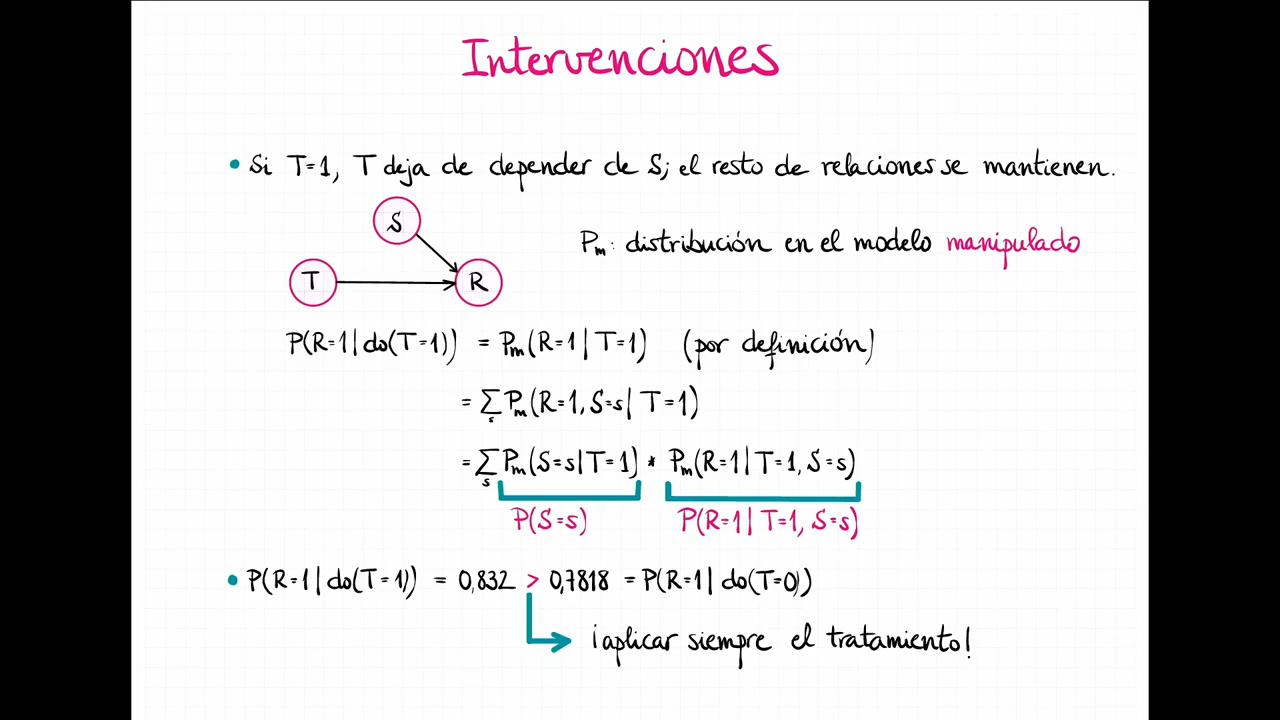 Intervenciones
• Si T=1, T deja de depender de S; el resto de relaciones se mantienen.
S
Pm: distribución en el modelo manipulado
T
R
P(R=1|do(T=1)) = Pm(R=1|T=1) (por definición)
= ∑s Pm(R=1, S=s|T=1)
= ∑s Pm(S=s|T=1) * Pm(R=1|T=1, S=s)
P(S=s) P(R=1|T=1, S=s)
• P(R=1|do(T=1)) = 0,832 > 0,7818 = P(R=1|do(T=0))
¡aplicar siempre el tratamiento!